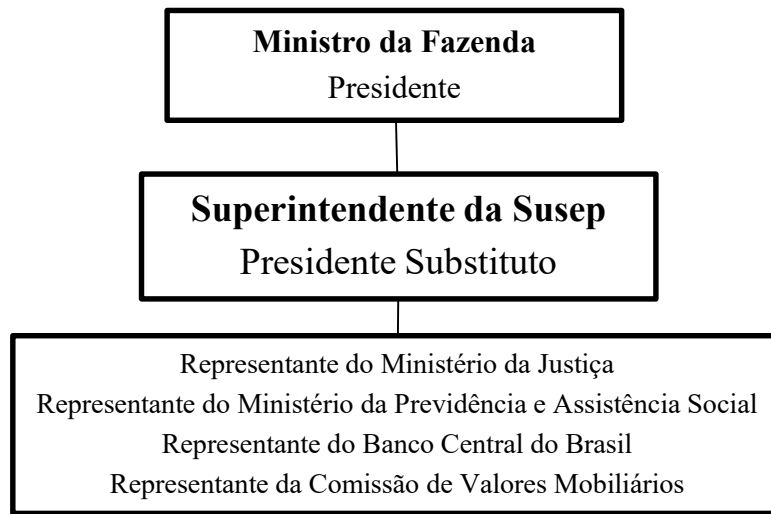 Ministro da Fazenda
Presidente
Superintendente da Susep
Presidente Substituto
Representante do Ministério da Justiça
Representante do Ministério da Previdência e Assistência Social
Representante do Banco Central do Brasil
Representante da Comissão de Valores Mobiliários